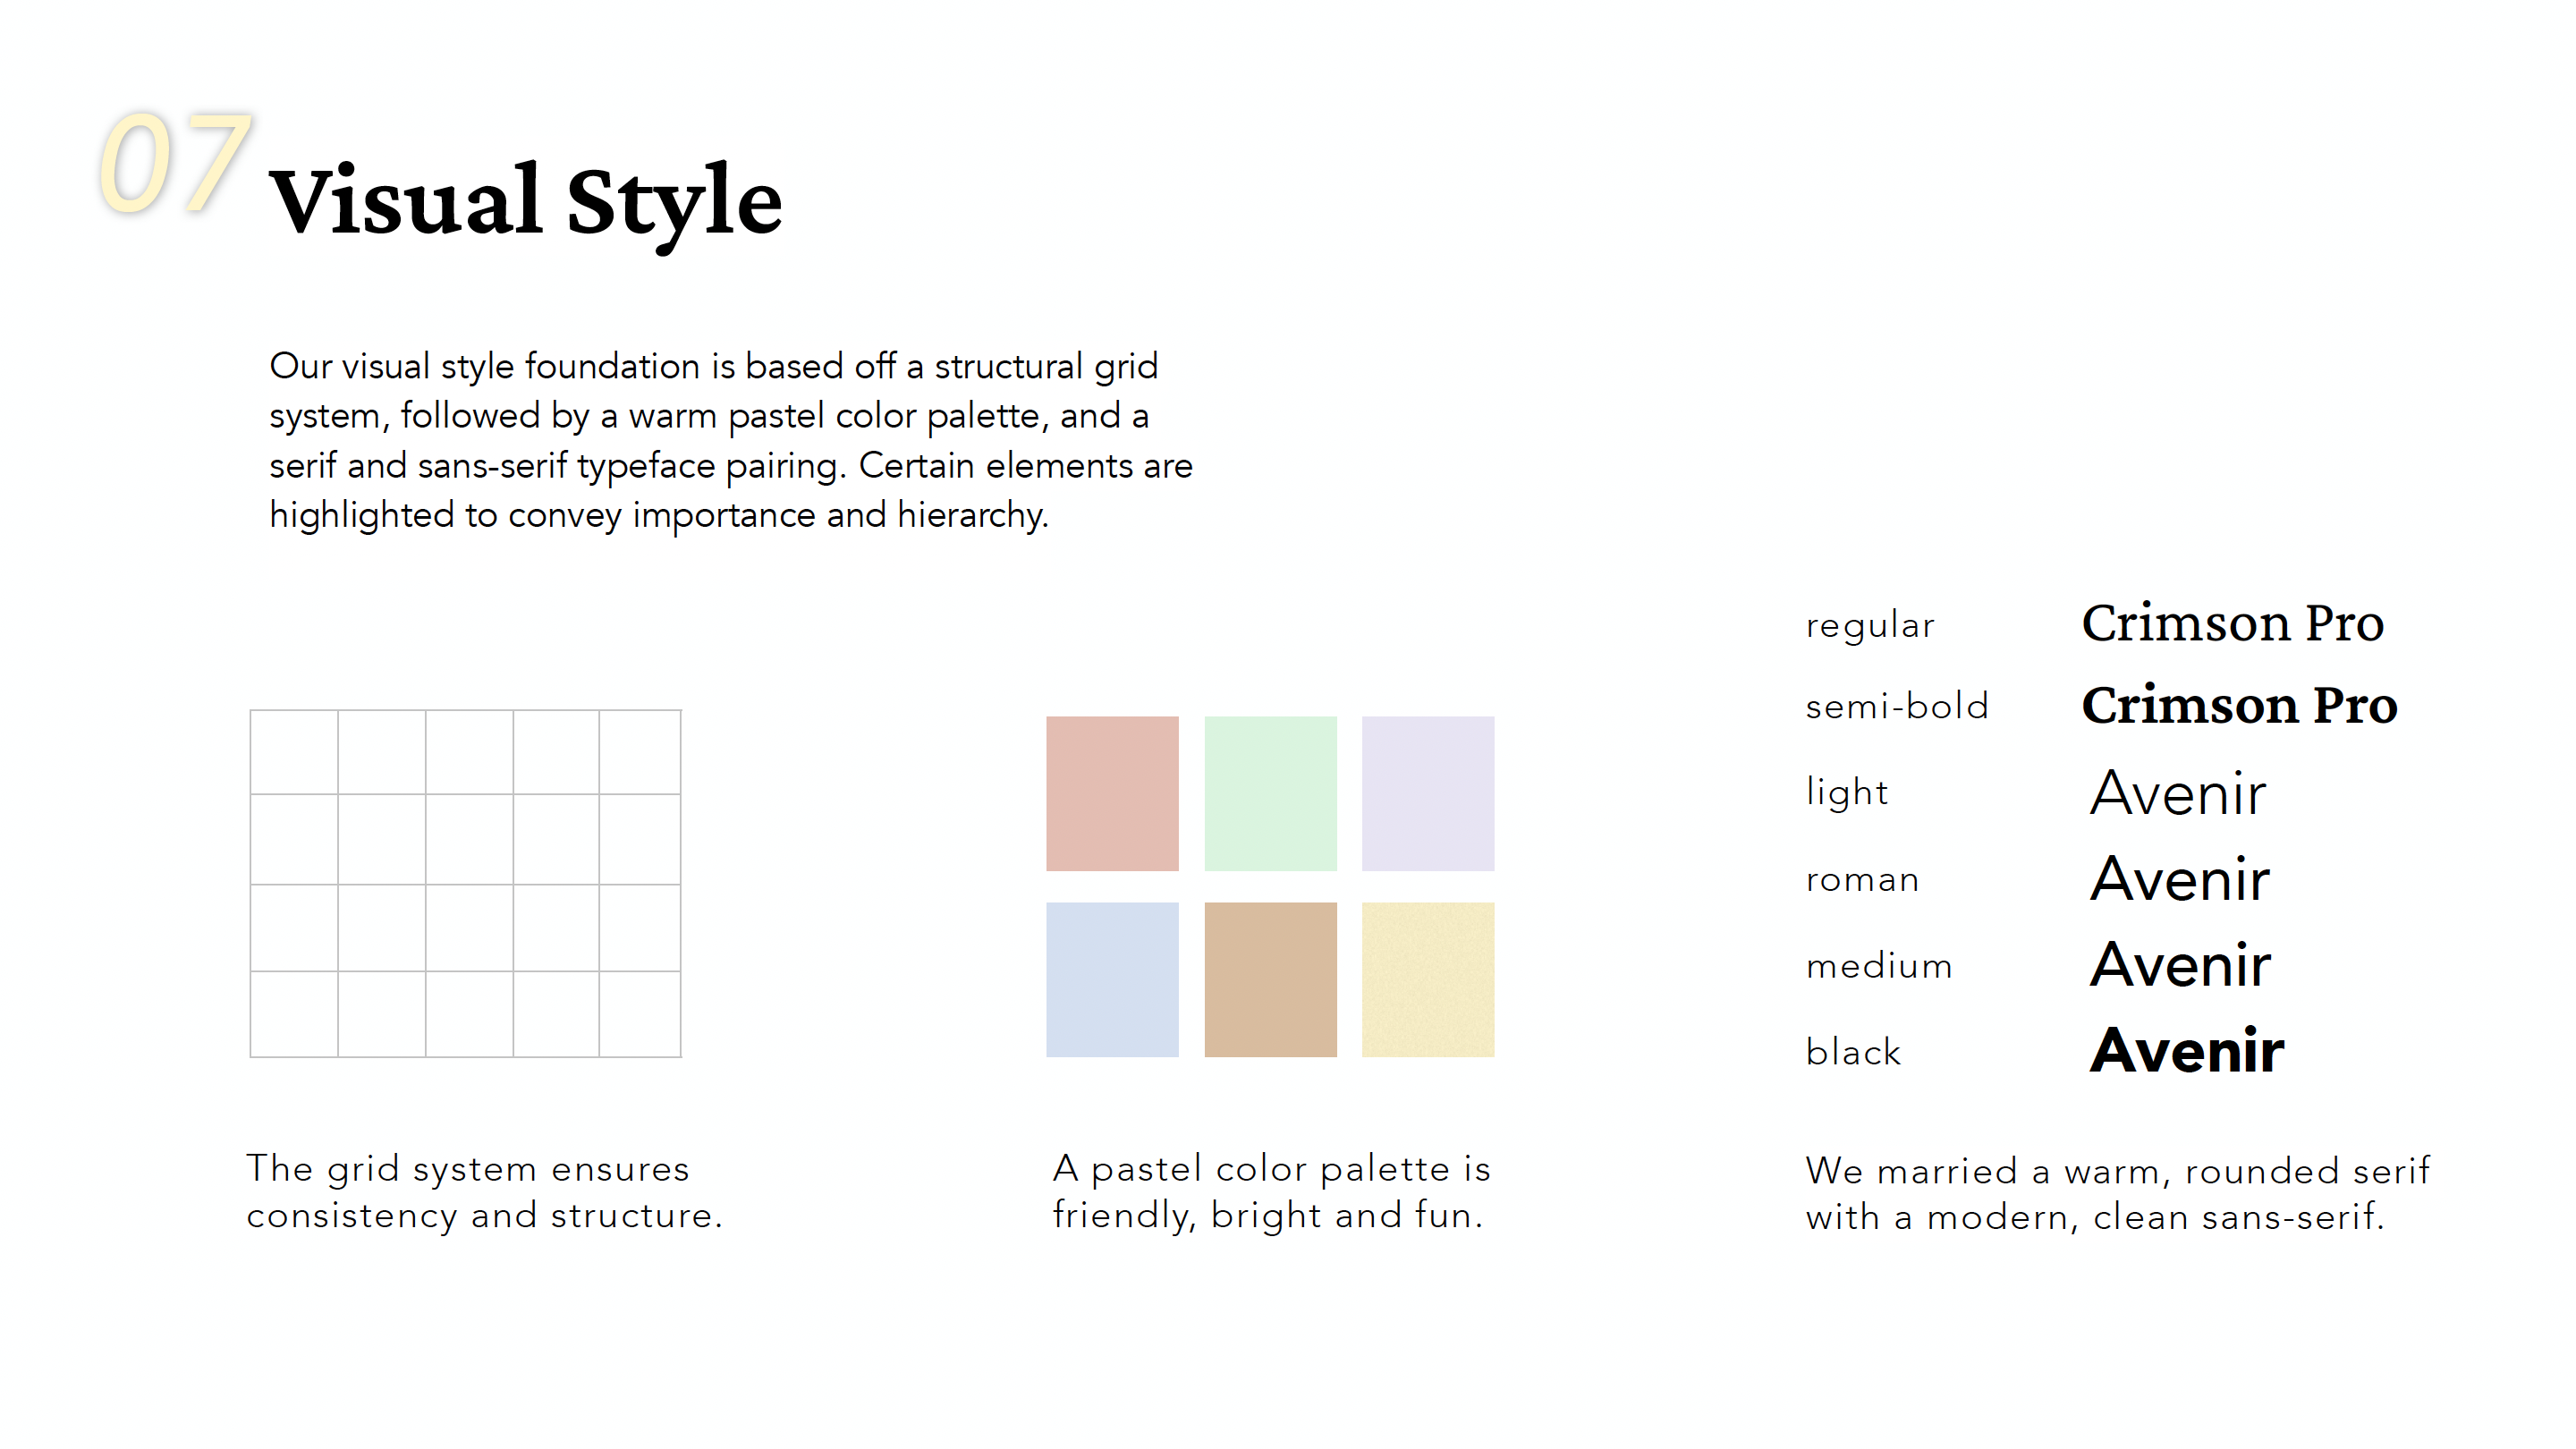 07
Visual Style
Our visual style foundation is based off a structural grid
system, followed by a warm pastel color palette, and a
serif and sans-serif typeface pairing. Certain elements are
highlighted to convey importance and hierarchy.
regular Crimson Pro
semi-bold Crimson Pro
light Avenir
roman Avenir
medium Avenir
black Avenir
The grid system ensures
consistency and structure.
A pastel color palette is
friendly, bright and fun.
We married a warm, rounded serif
with a modern, clean sans-serif.